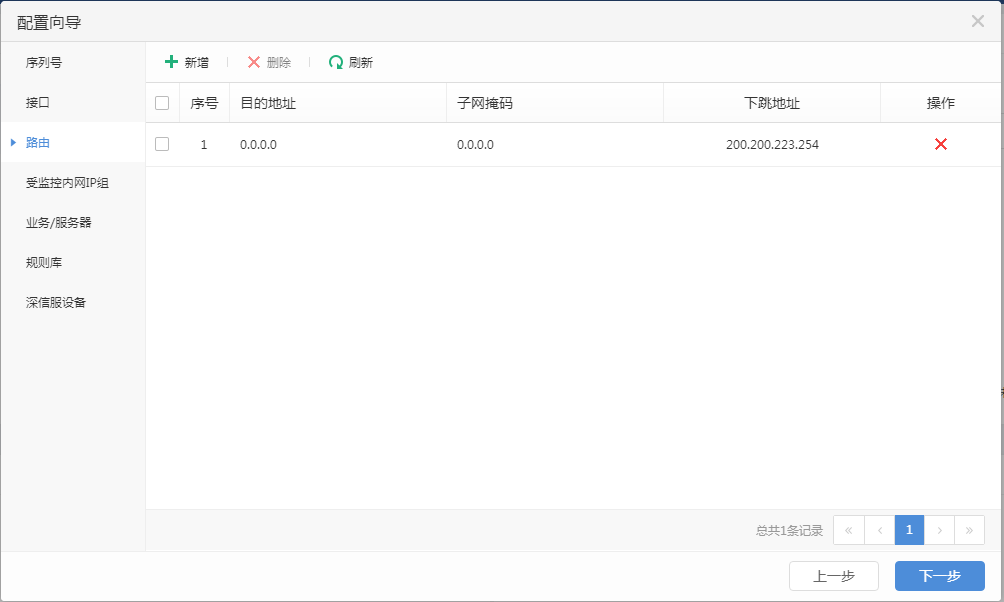 配置向导
序列号
接口
路由
受监控内网IP组
业务/服务器
规则库
深信服设备
新增 删除 刷新
序号 目的地址 子网掩码 下跳地址 操作
1 0.0.0.0 0.0.0.0 200.200.223.254
总共1条记录 « ‹ 1 › »
上一步 下一步